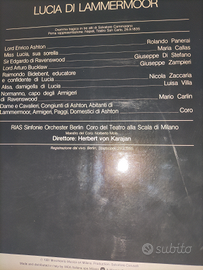 LUCIA DI LAMMERMOOR
Lord Enrico Ashton Rolando Panerai
Miss Lucia, sua sorella Maria Callas
Sir Edgardo di Ravenswood Giuseppe Di Stefano
Lord Arturo Bucklaw Giuseppe Zampieri
Raimondo Bidebent, educatore
e confidente di Lucia Nicola Zaccaria
Alisa, damigella di Lucia Luisa Villa
Normanno, capo degli Armigeri
di Ravenswood Mario Carlin
Dame e Cavalieri, Congiunti di Ashton, Abitanti di
Lammermoor, Armigeri, Paggi, Domestici di Ashton Coro
RIAS Sinfonie Orchester Berlin Coro del Teatro alla Scala di Milano
Direttore: Herbert von Karajan
subito